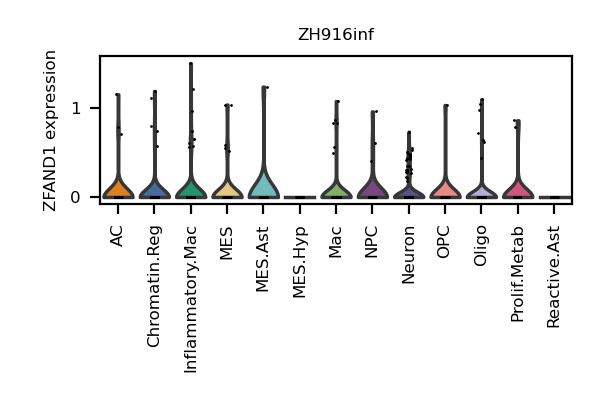 ZH916inf
ZFAND1 expression
1
0
AC
Chromatin.Reg
Inflammatory.Mac
MES
MES.Ast
MES.Hyp
Mac
NPC
Neuron
OPC
Oligo
Prolif.Metab
Reactive.Ast